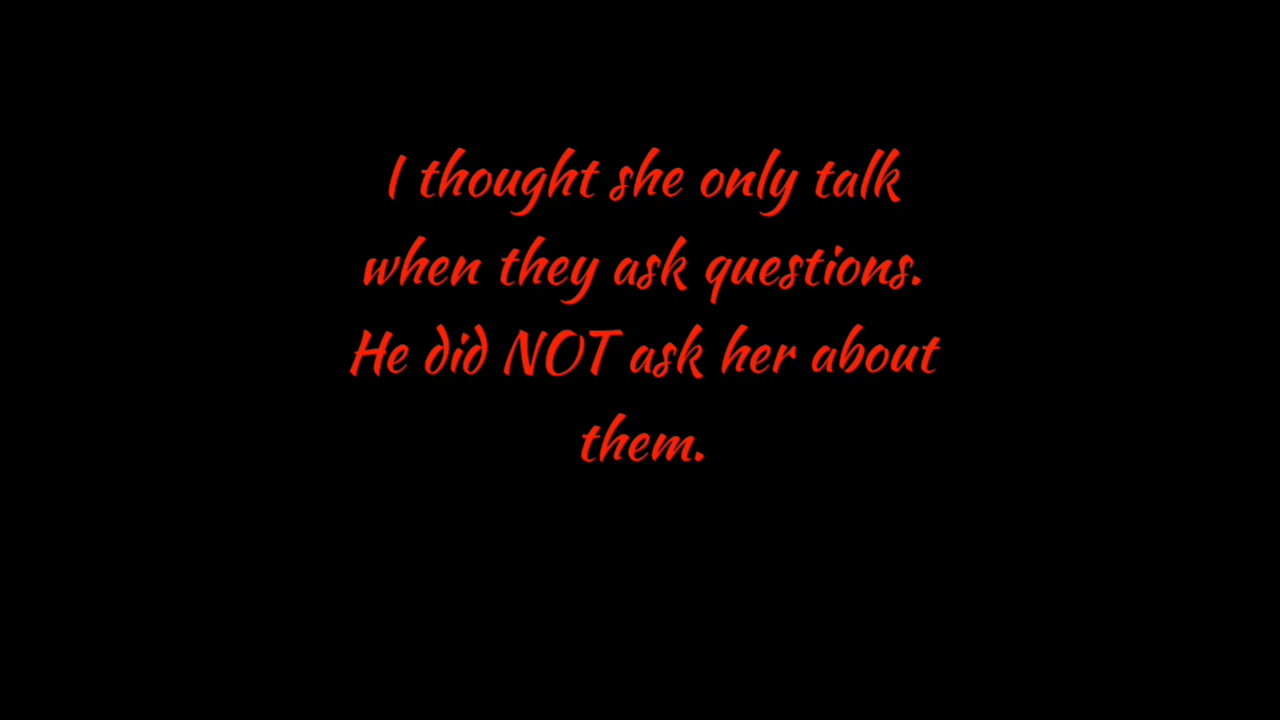 I thought she only talk
when they ask questions.
He did NOT ask her about
them.